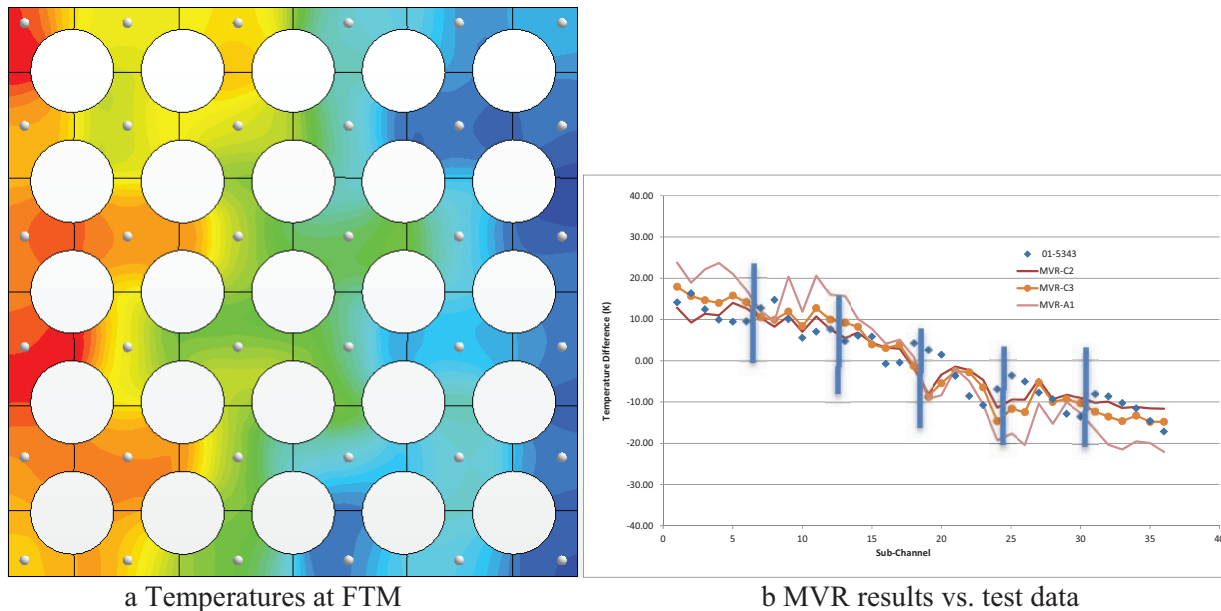 40.00
30.00
20.00
10.00
0.00
-10.00
-20.00
-30.00
-40.00
Temperature Difference (K)
01-5343
MVR-C2
MVR-C3
MVR-A1
0 5 10 15 20 25 30 35 40
Sub-Channel
a Temperatures at FTM
b MVR results vs. test data